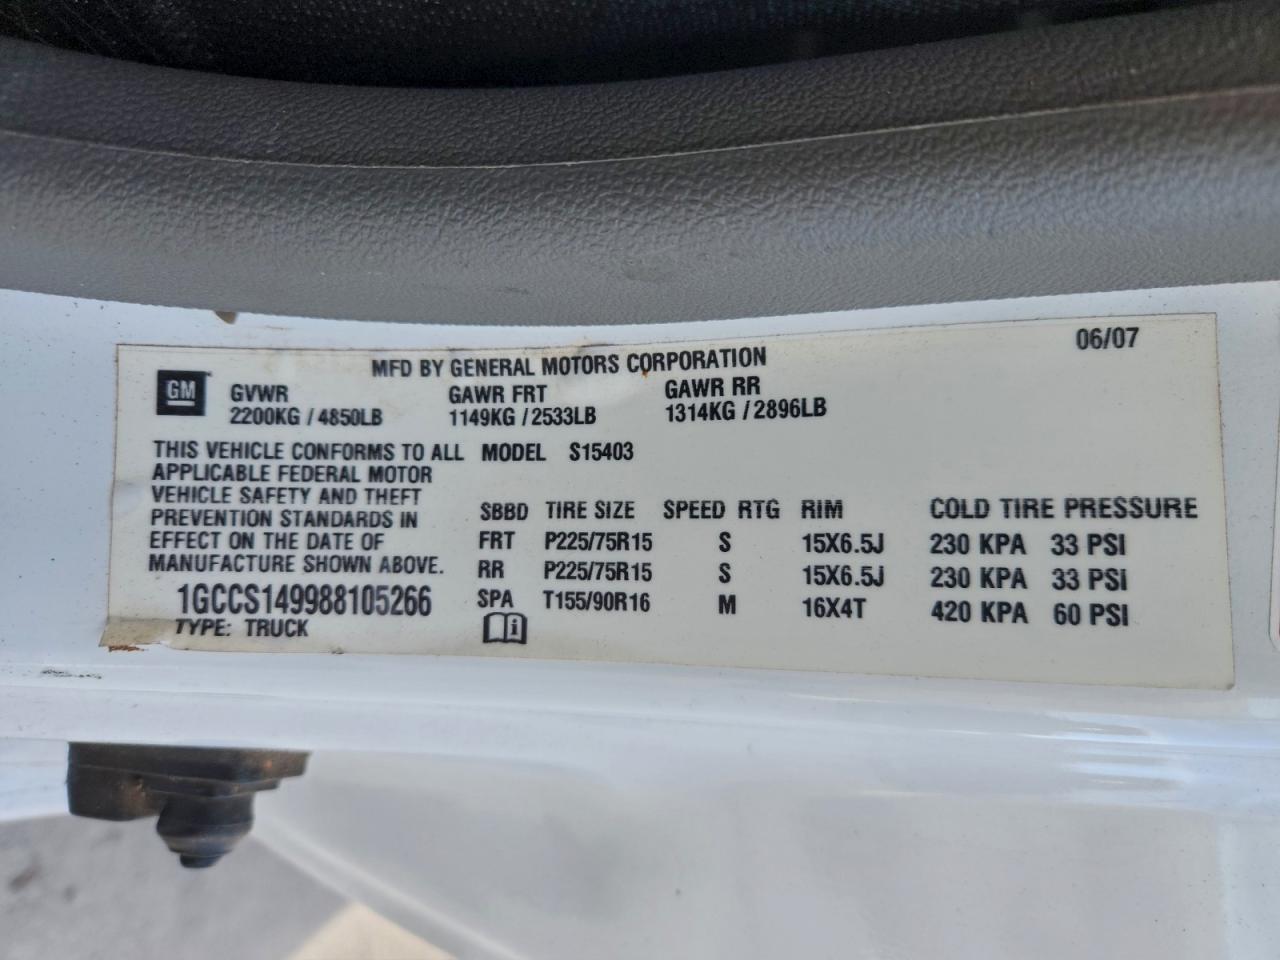 06/07
MFD BY GENERAL MOTORS CORPORATION
GM GVWR GAWR FRT GAWR RR
2200KG / 4850LB 1149KG / 2533LB 1314KG / 2896LB
THIS VEHICLE CONFORMS TO ALL MODEL S15403
APPLICABLE FEDERAL MOTOR
VEHICLE SAFETY AND THEFT
PREVENTION STANDARDS IN
EFFECT ON THE DATE OF
MANUFACTURE SHOWN ABOVE.
1GCCS149988105266
TYPE: TRUCK
SBBD TIRE SIZE SPEED RTG RIM COLD TIRE PRESSURE
FRT P225/75R15 S 15X6.5J 230 KPA 33 PSI
RR P225/75R15 S 15X6.5J 230 KPA 33 PSI
SPA T155/90R16 M 16X4T 420 KPA 60 PSI
i